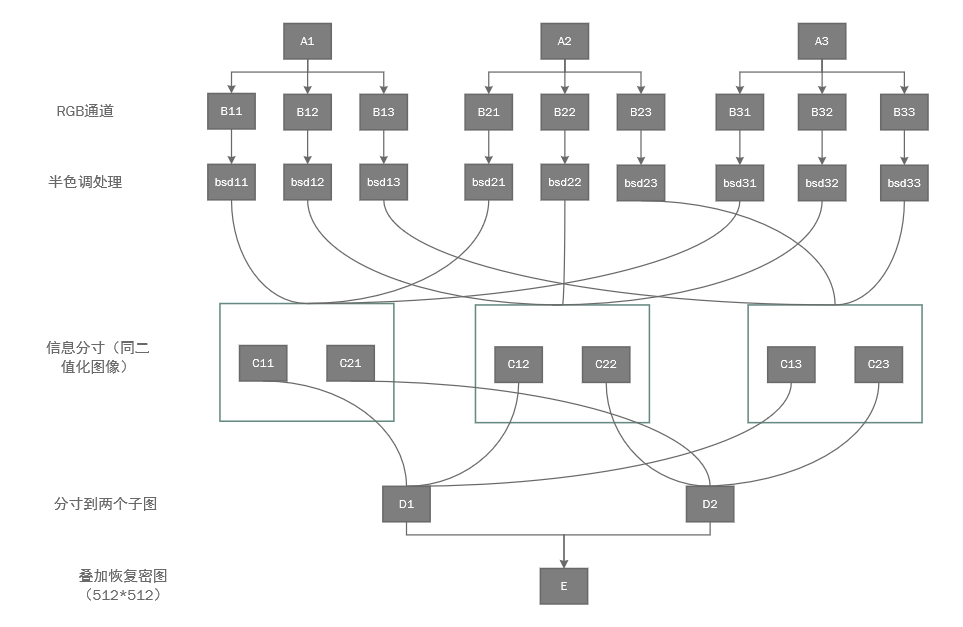 A1
A2
A3
RGB通道
B11
B12
B13
B21
B22
B23
B31
B32
B33
半色调处理
bsd11
bsd12
bsd13
bsd21
bsd22
bsd23
bsd31
bsd32
bsd33
信息分寸（同二
值化图像）
C11
C21
C12
C22
C13
C23
分寸到两个子图
D1
D2
叠加恢复密图
（512*512）
E